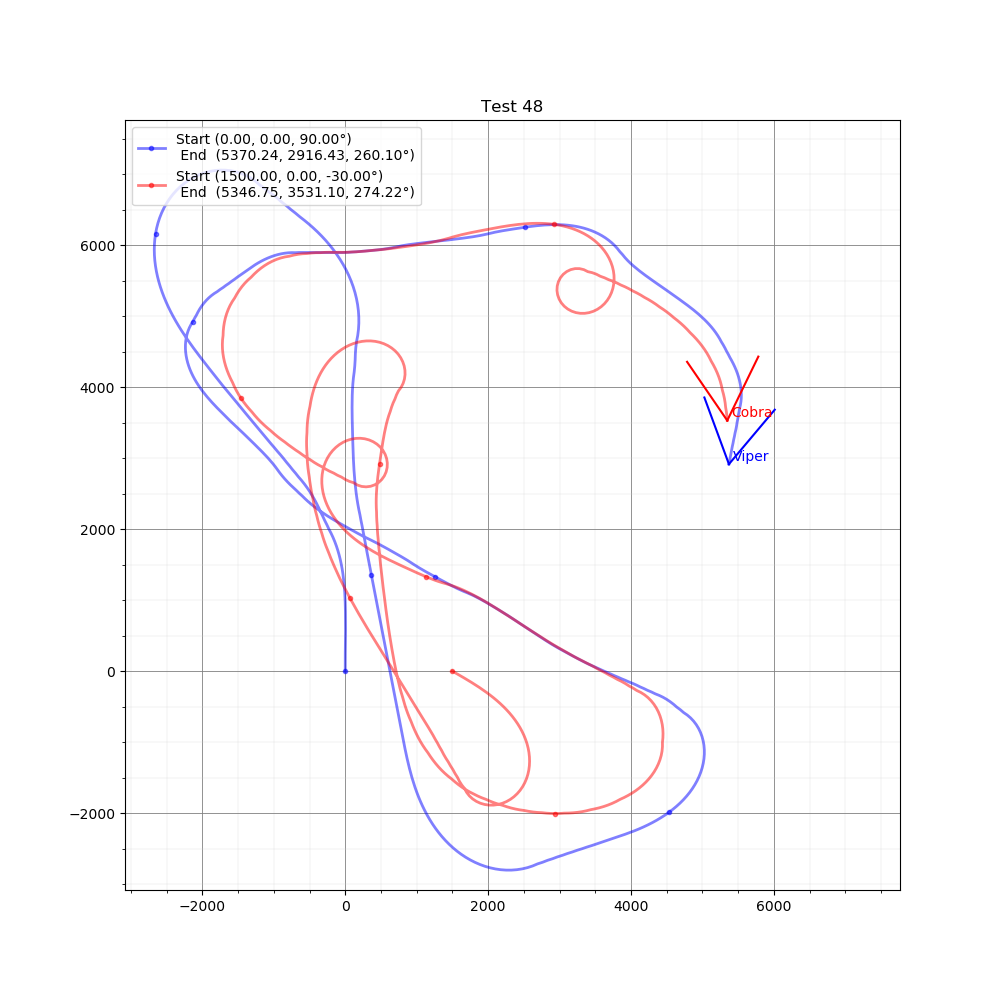 Test 48
Start (0.00, 0.00, 90.00°)
End (5370.24, 2916.43, 260.10°)
Start (1500.00, 0.00, -30.00°)
End (5346.75, 3531.10, 274.22°)
6000
4000
2000
0
−2000
Cobra
Viper
−2000 0 2000 4000 6000